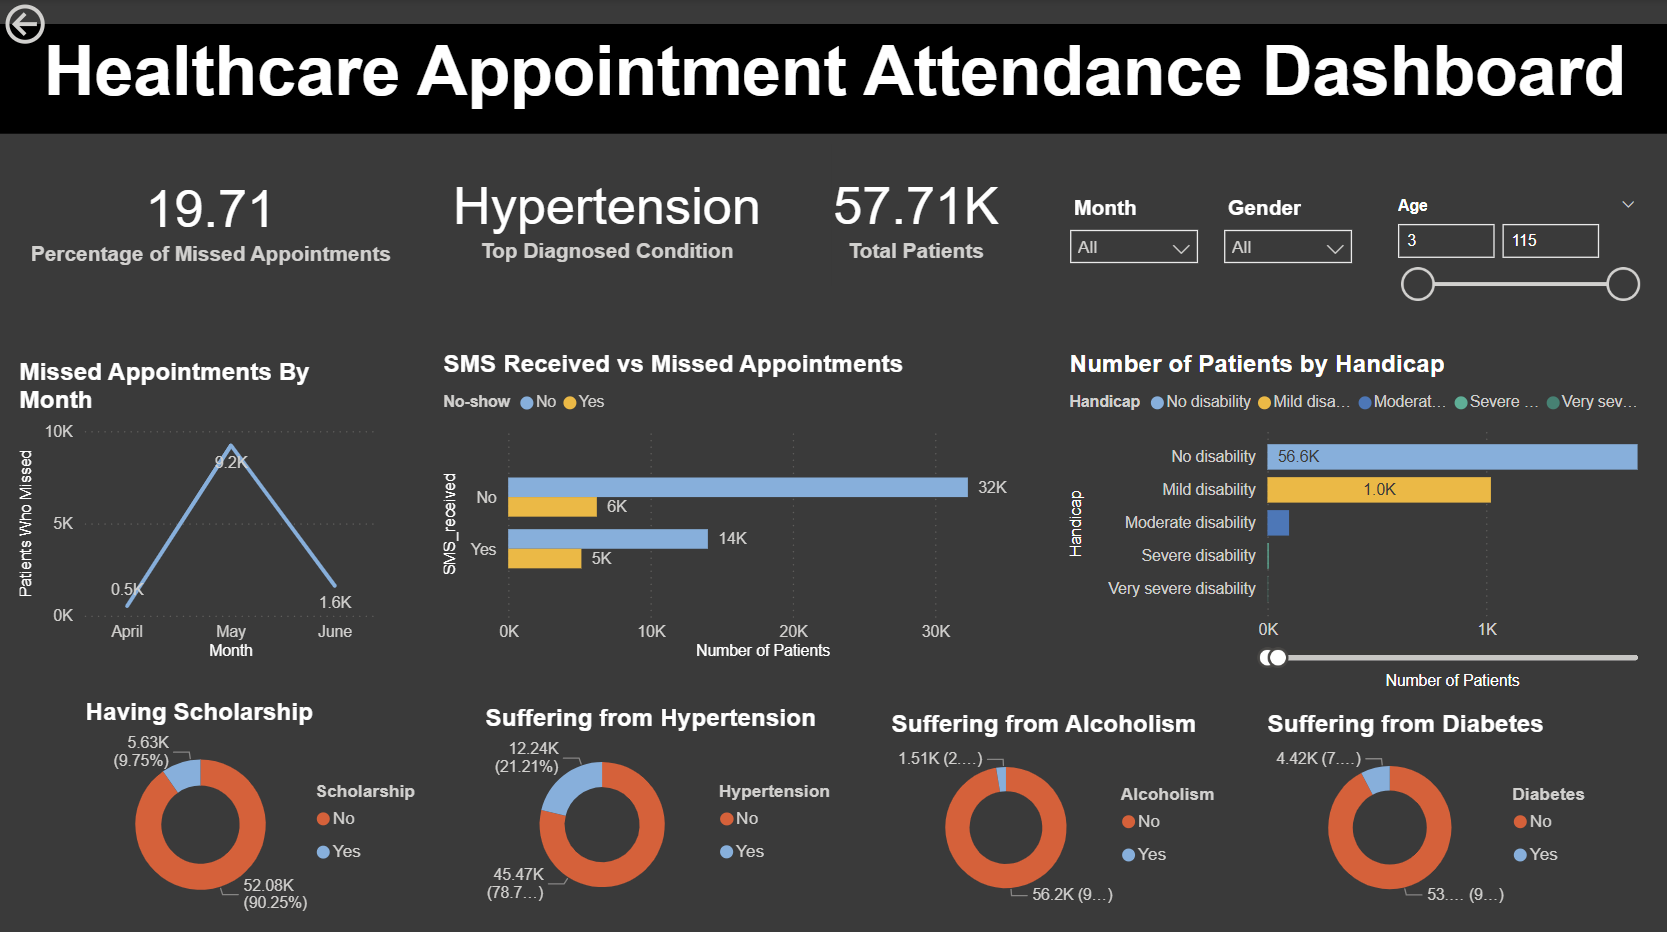 Healthcare Appointment Attendance Dashboard
19.71
Percentage of Missed Appointments
Hypertension
Top Diagnosed Condition
57.71K
Total Patients
Month
All
Gender
All
Age
3
115
Missed Appointments By
Month
Patients Who Missed
10K
5K
0K
0.5K
9.2K
1.6K
April
May
June
Month
SMS Received vs Missed Appointments
No-show
No
Yes
SMS_received
No
32K
6K
Yes
14K
5K
0K
10K
20K
30K
Number of Patients
Number of Patients by Handicap
Handicap
No disability
Mild disa...
Moderat...
Severe ...
Very sev...
Handicap
No disability
56.6K
Mild disability
1.0K
Moderate disability
Severe disability
Very severe disability
0K
1K
Number of Patients
Having Scholarship
5.63K
(9.75%)
52.08K
(90.25%)
Scholarship
No
Yes
Suffering from Hypertension
12.24K
(21.21%)
45.47K
(78.7...)
Hypertension
No
Yes
Suffering from Alcoholism
1.51K (2....)
56.2K (9...)
Alcoholism
No
Yes
Suffering from Diabetes
4.42K (7....)
53.... (9...)
Diabetes
No
Yes